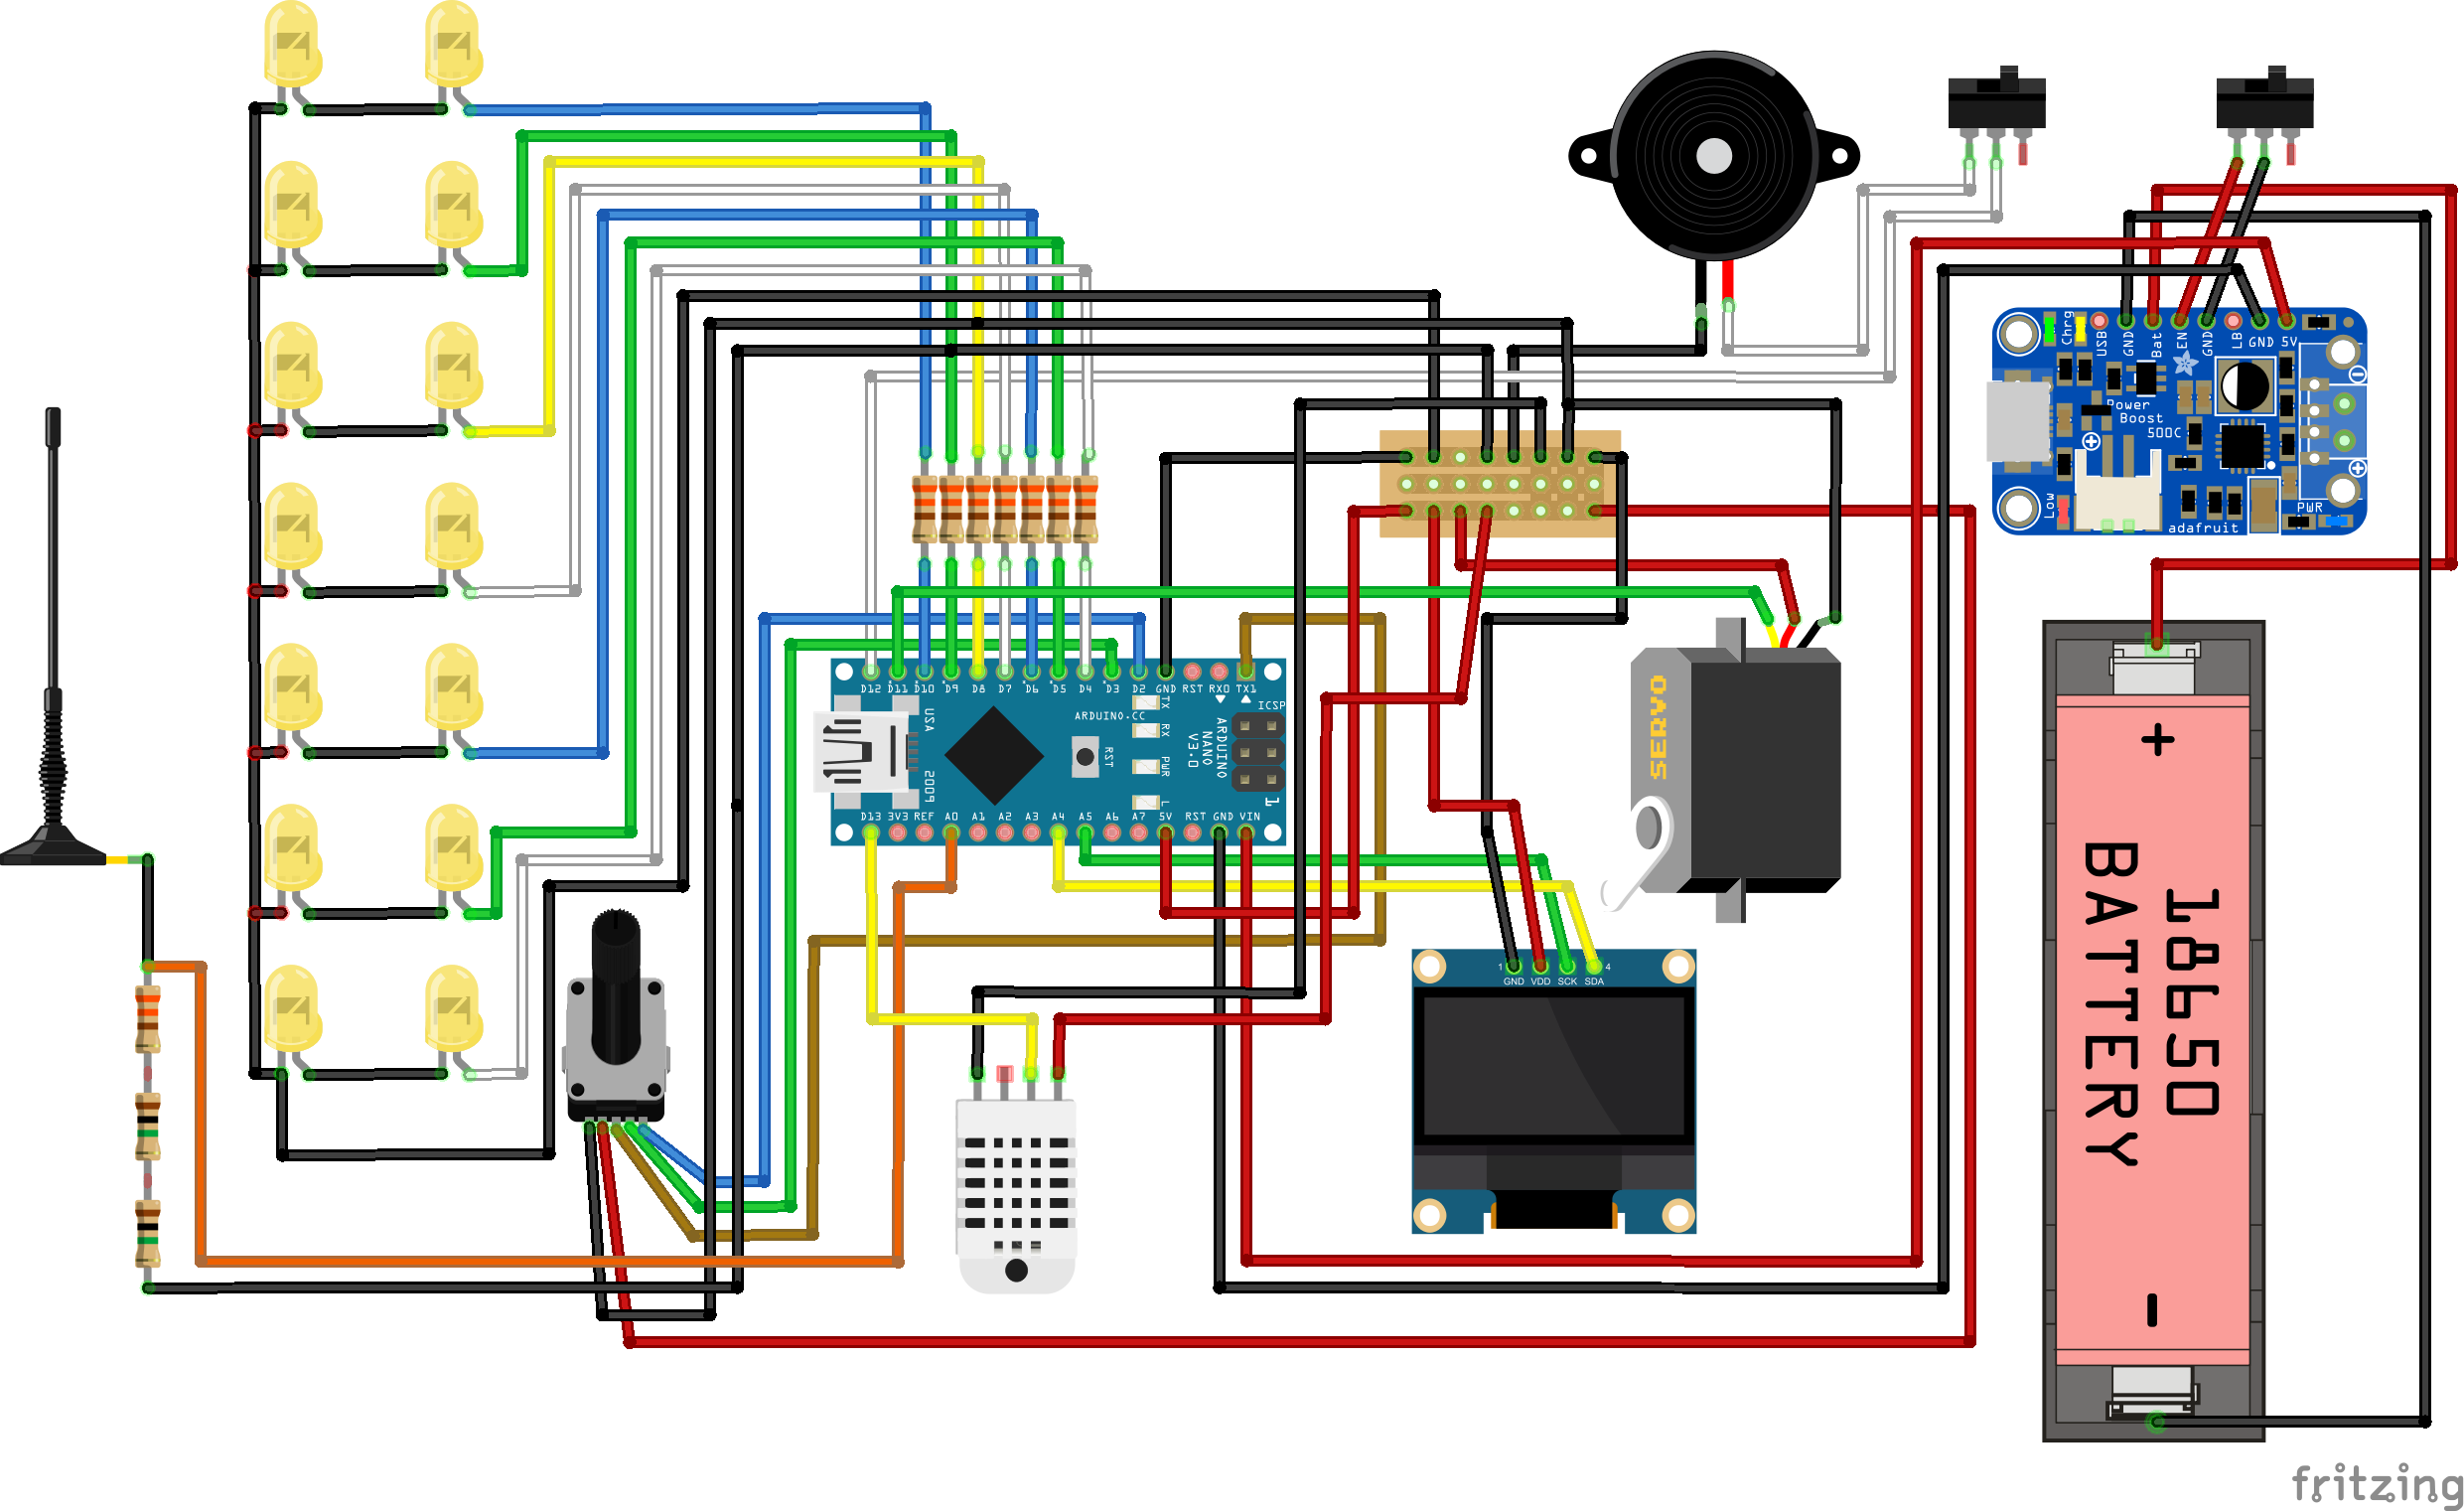 Chrg
USB
GND
Bat
EN
GND
LB
GND
5V
Power
Boost
500C
Low
PWR
adafruit
D12
D11
D10
D9
D8
D7
D6
D5
D4
D3
D2
GND
RST
RX0
TX1
USA
TX
RX
PWR
L
ARDUINO.CC
RST
ICSP
ARDUINO
NANO
V3.0
1
D13
3V3
REF
A0
A1
A2
A3
A4
A5
A6
A7
5V
RST
GND
VIN
SERVO
1
4
GND
VDD
SCK
SDA
+
18650
BATTERY
-
fritzing